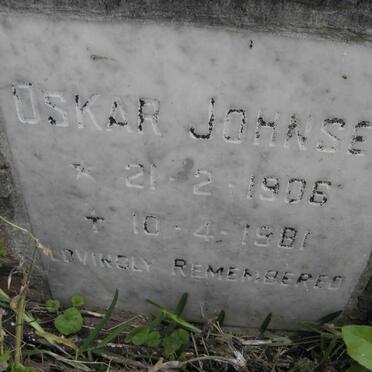 OSKAR JOHNSE
* 21·2·1906
† 10·4·1981
LOVINGLY REMEMBERED